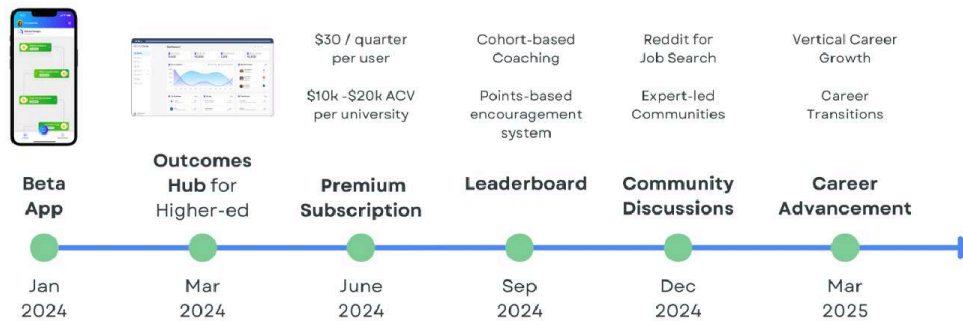 $30 / quarter
per user
$10k -$20k ACV
per university
Cohort-based
Coaching
Points-based
encouragement
system
Reddit for
Job Search
Expert-led
Communities
Vertical Career
Growth
Career
Transitions
Beta
App
Outcomes
Hub for
Higher-ed
Premium
Subscription
Leaderboard
Community
Discussions
Career
Advancement
Jan
2024
Mar
2024
June
2024
Sep
2024
Dec
2024
Mar
2025